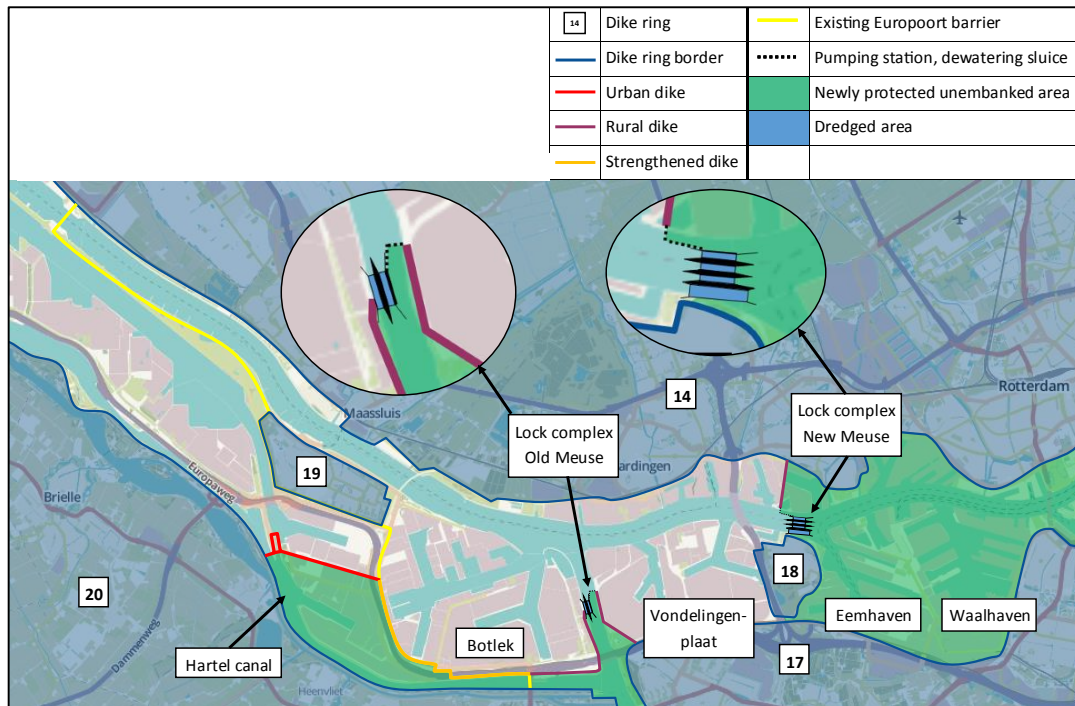 14 Dike ring Existing Europoort barrier
Dike ring border Pumping station, dewatering sluice
Urban dike Newly protected unembanked area
Rural dike Dredged area
Strengthened dike
14
Rotterdam
Maassluis
Lock complex
Old Meuse
Lock complex
New Meuse
ardingen
19
Europaweg
Brielle
20
18
Dammenweg
Vondelingen-
plaat
Eemhaven
Waalhaven
Botlek
17
Hartel canal
Heenvliet